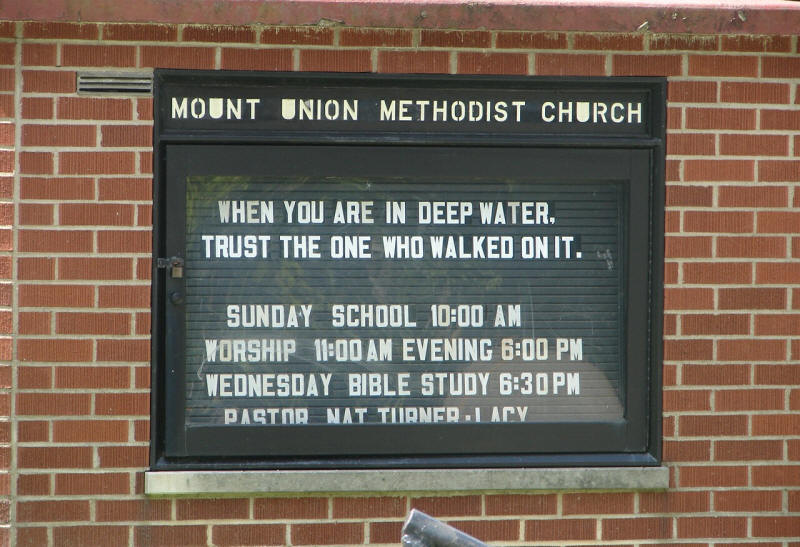 MOUNT UNION METHODIST CHURCH
WHEN YOU ARE IN DEEP WATER,
TRUST THE ONE WHO WALKED ON IT.
SUNDAY SCHOOL 10:00 AM
WORSHIP 11:00 AM EVENING 6:00 PM
WEDNESDAY BIBLE STUDY 6:30 PM
PASTOR NAT TURNER-LACY